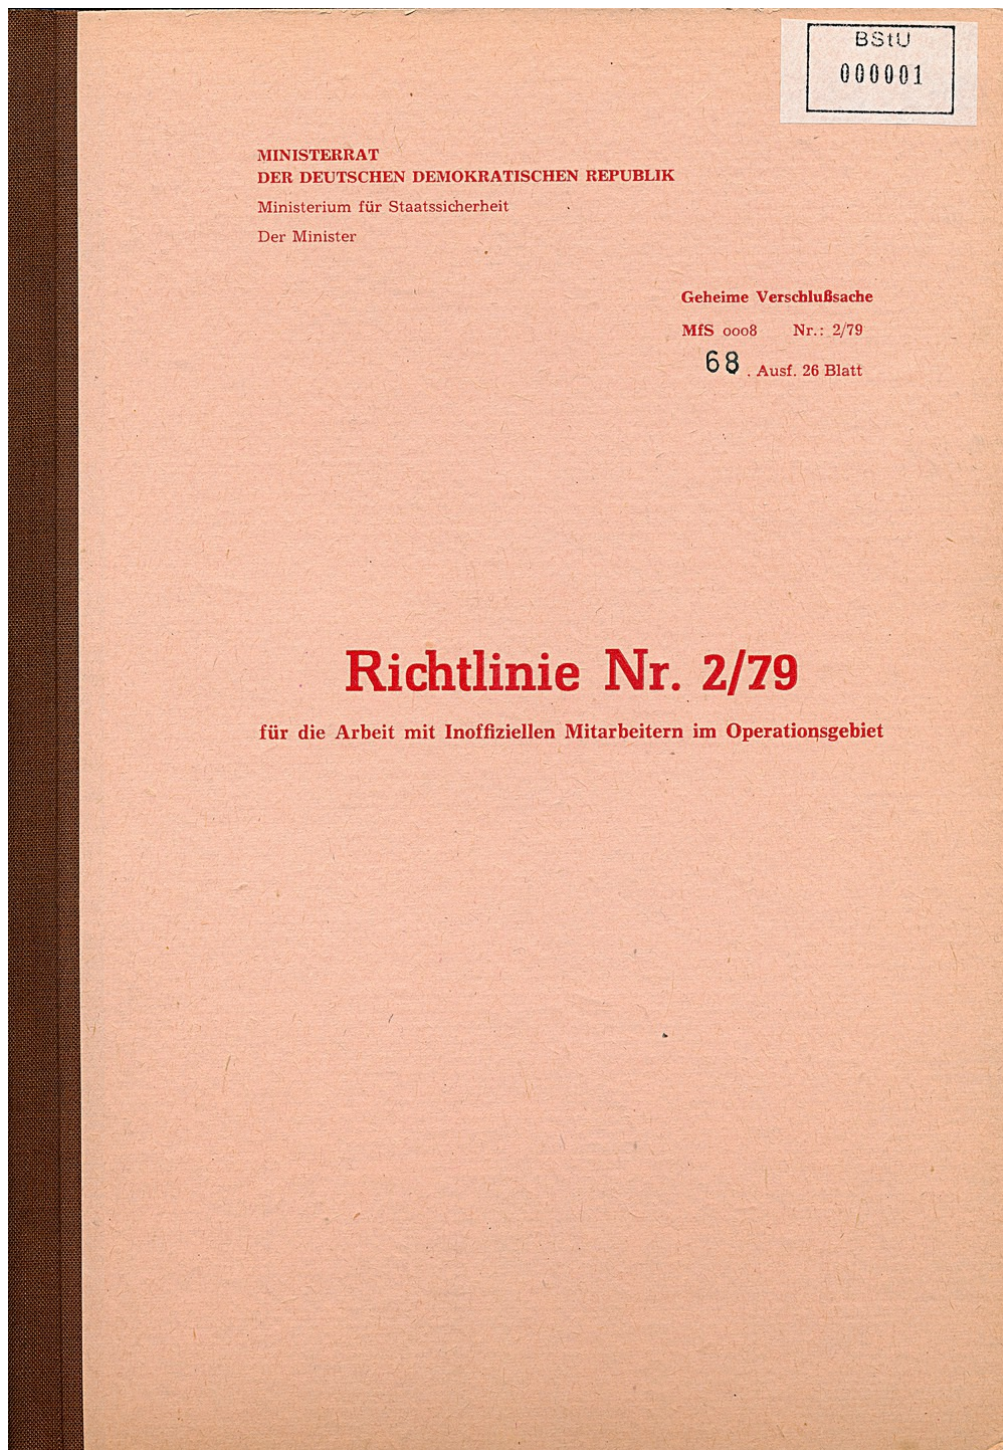 BStU
000001
MINISTERRAT
DER DEUTSCHEN DEMOKRATISCHEN REPUBLIK
Ministerium für Staatssicherheit
Der Minister
Geheime Verschlußsache
MfS 0008 Nr.: 2/79
68. Ausf. 26 Blatt
Richtlinie Nr. 2/79
für die Arbeit mit Inoffiziellen Mitarbeitern im Operationsgebiet